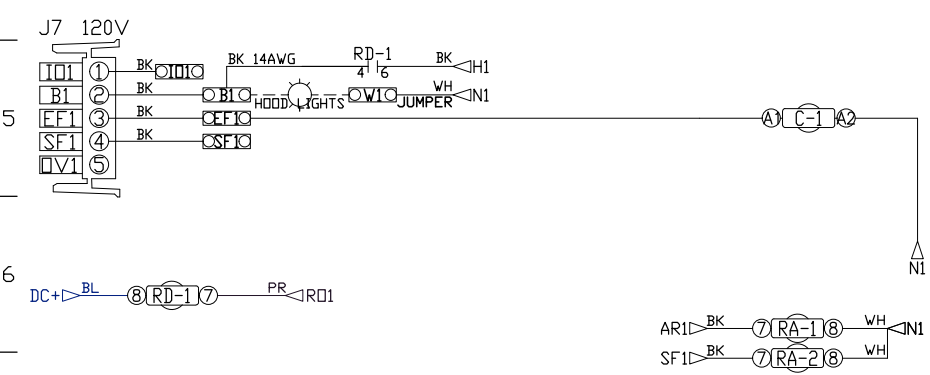 J7 120V
BK 14AWG RD-1 BK H1
4 6
IO1 1 BK IO1
B1 2 BK B1 HOOD LIGHTS W1 WH N1
JUMPER
5 EF1 3 BK EF1 A1 C-1 A2
SF1 4 BK SF1
OV1 5
N1
6
DC+ BL 8 RD-1 7 PR RO1
AR1 BK 7 RA-1 8 WH N1
SF1 BK 7 RA-2 8 WH